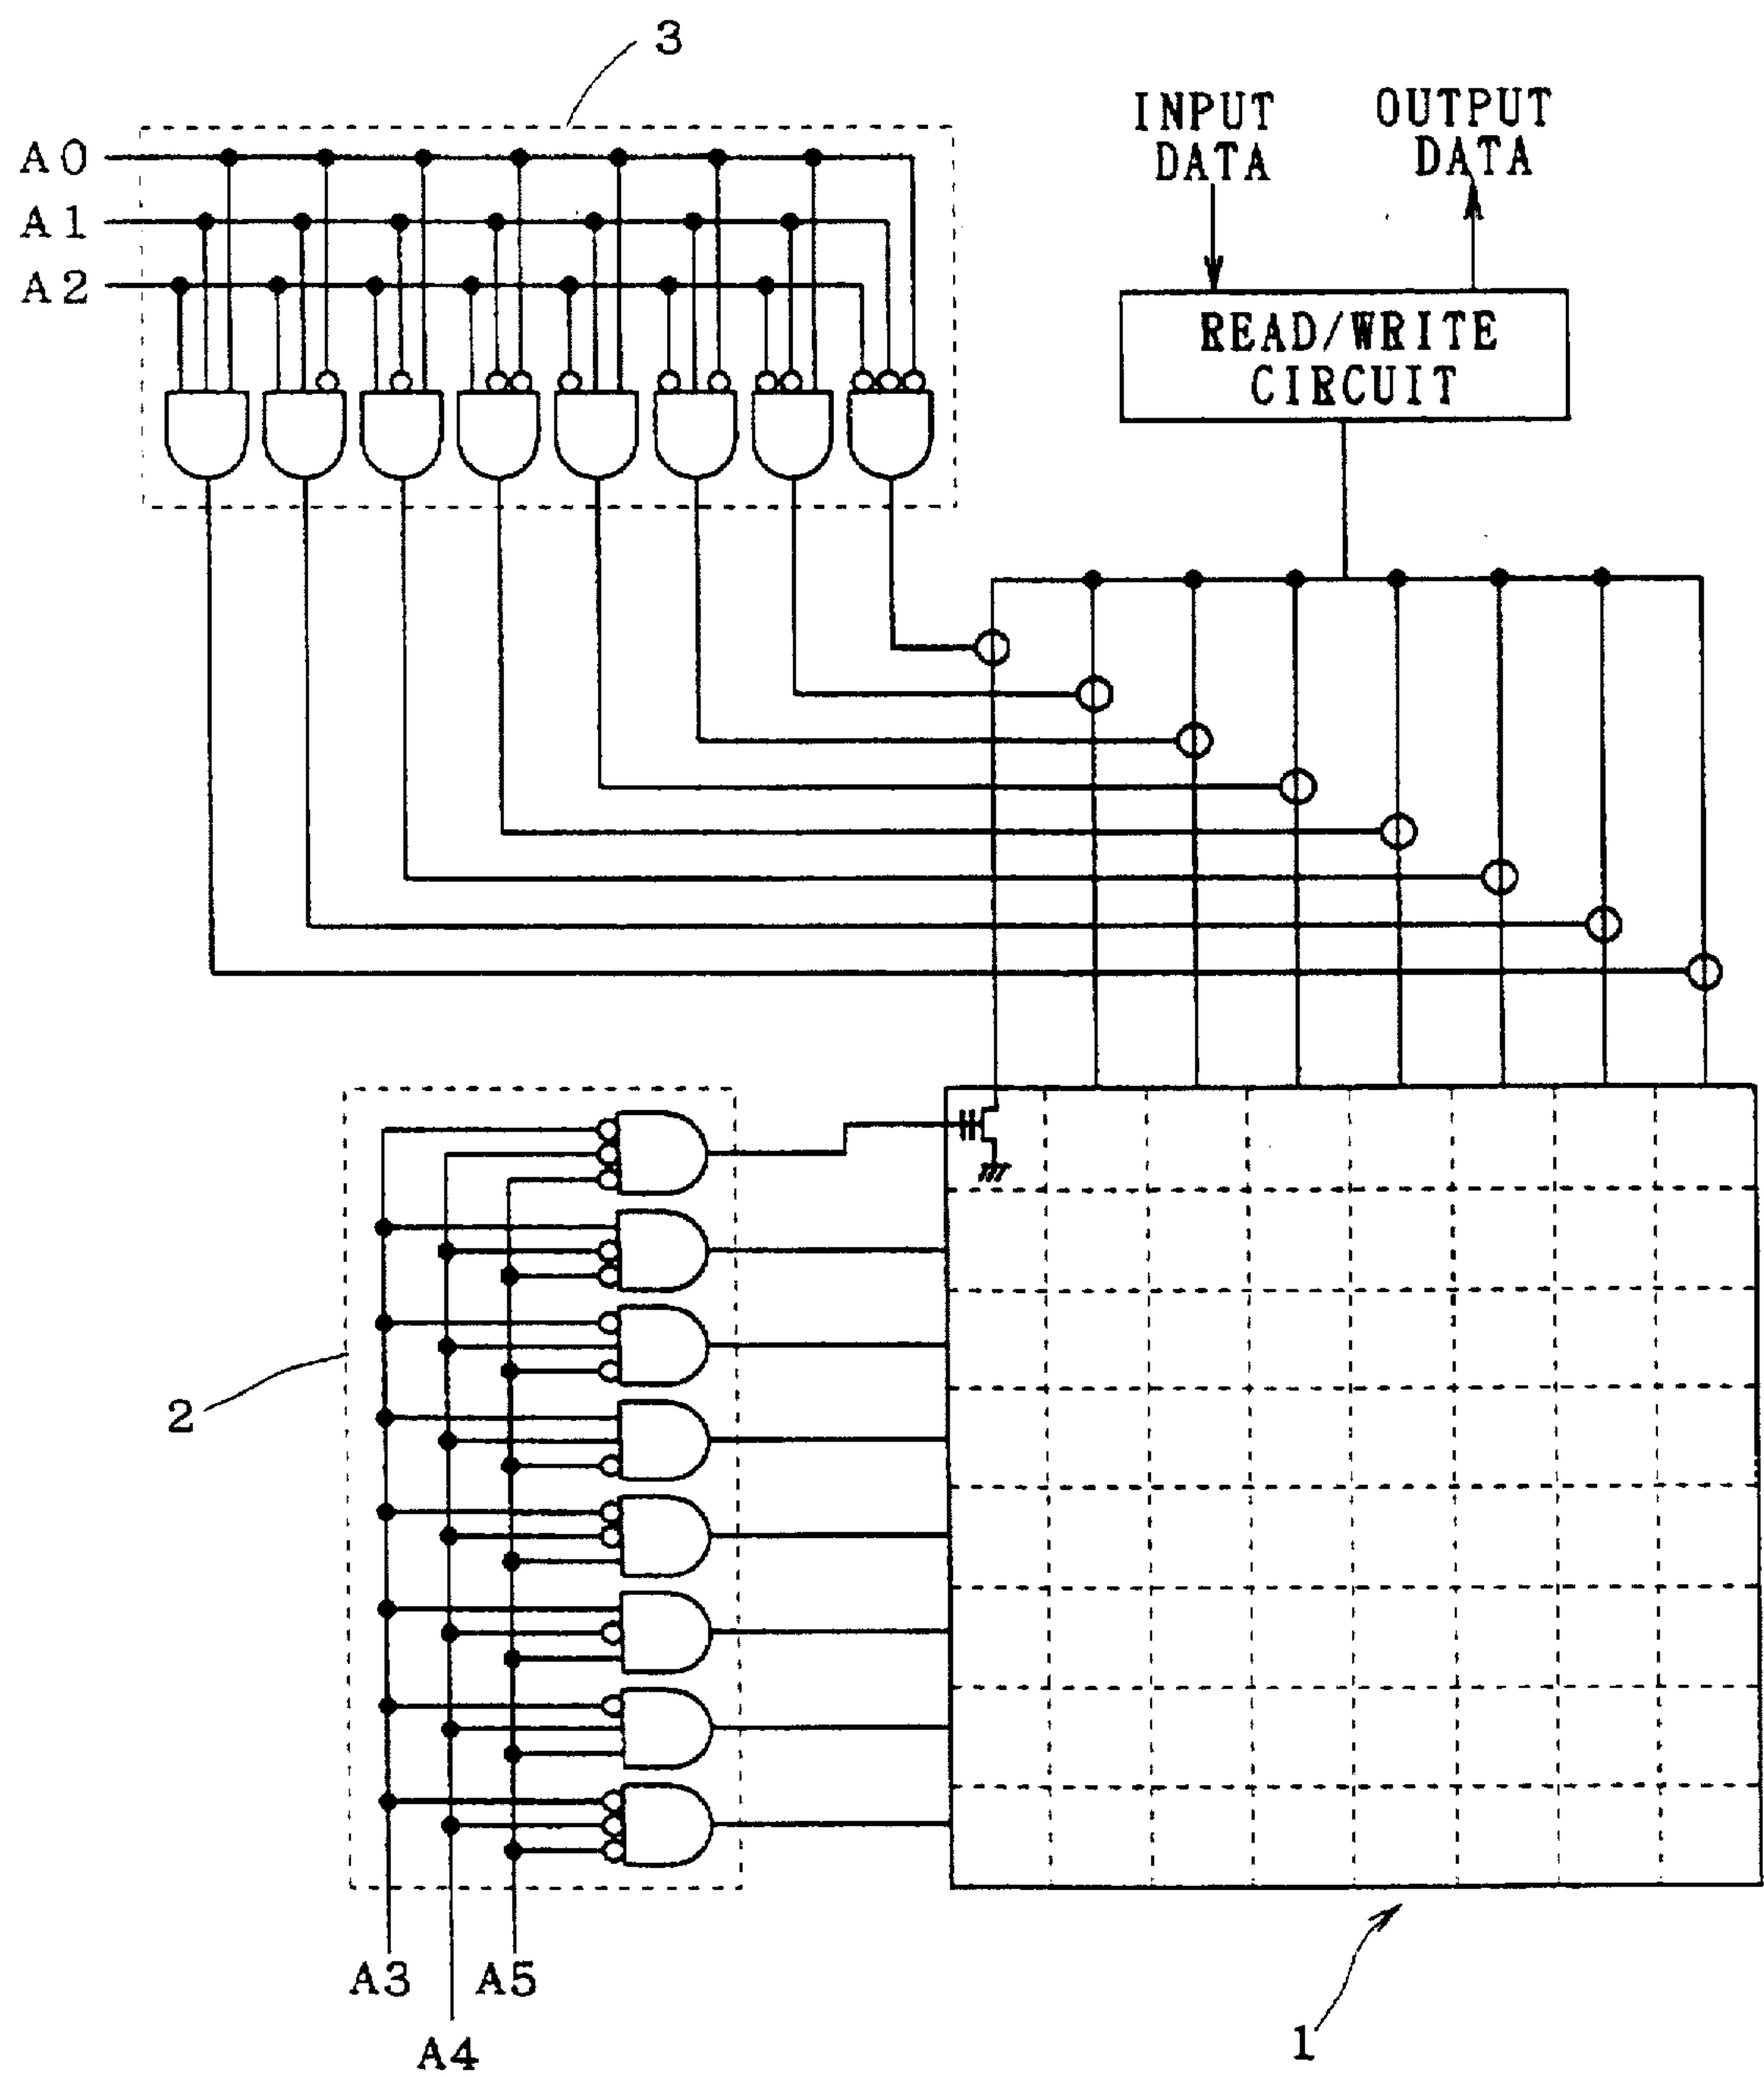 3
INPUT
DATA
OUTPUT
DATA
A0
A1
A2
READ/WRITE
CIRCUIT
2
A3
A5
A4
1